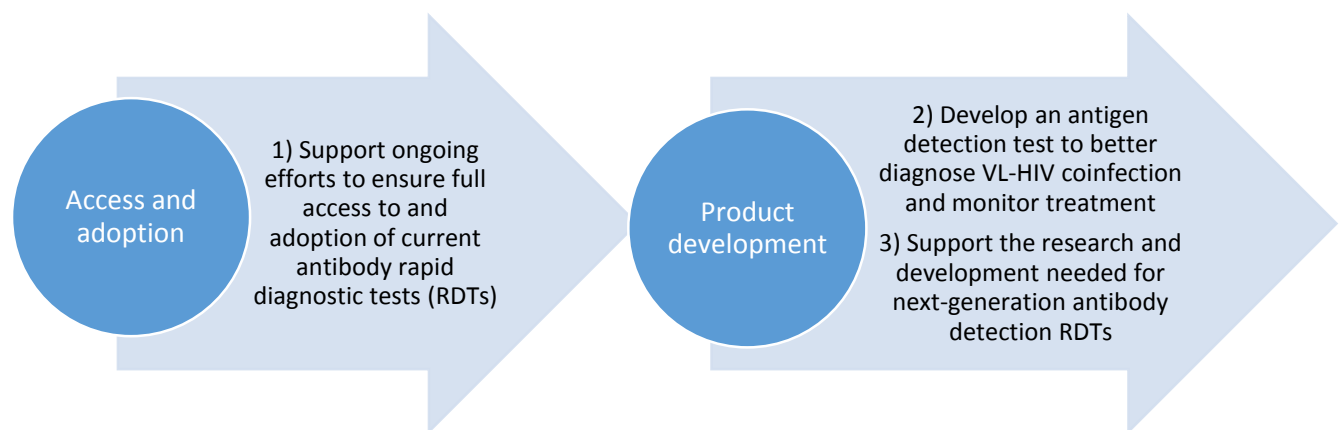 Access and
adoption
1) Support ongoing
efforts to ensure full
access to and
adoption of current
antibody rapid
diagnostic tests (RDTs)
Product
development
2) Develop an antigen
detection test to better
diagnose VL-HIV coinfection
and monitor treatment
3) Support the research and
development needed for
next-generation antibody
detection RDTs